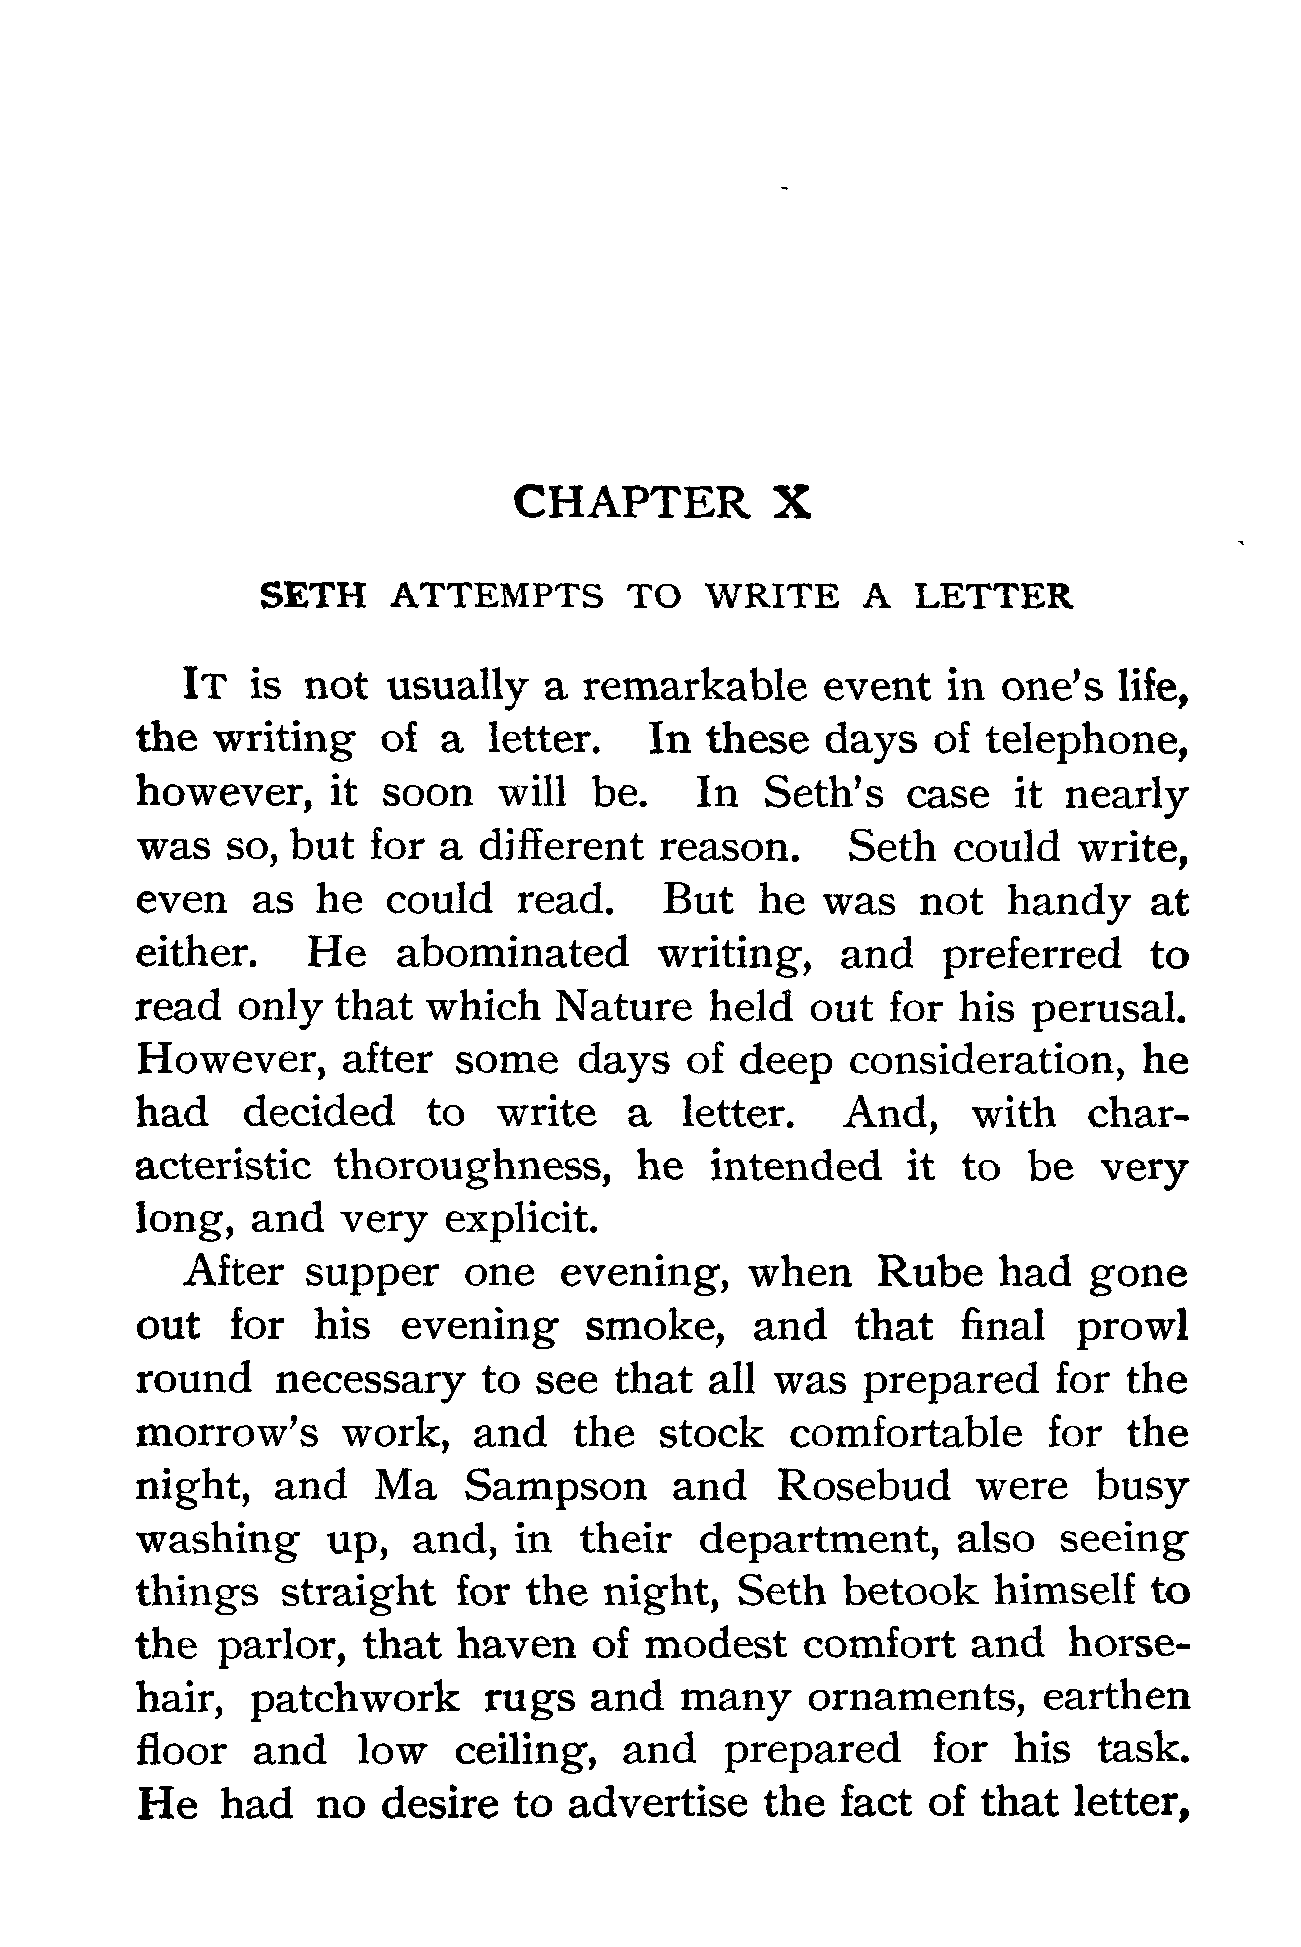 CHAPTER X
SETH ATTEMPTS TO WRITE A LETTER
IT is not usually a remarkable event in one's life,
the writing of a letter. In these days of telephone,
however, it soon will be. In Seth's case it nearly
was so, but for a different reason. Seth could write,
even as he could read. But he was not handy at
either. He abominated writing, and preferred to
read only that which Nature held out for his perusal.
However, after some days of deep consideration, he
had decided to write a letter. And, with char-
acteristic thoroughness, he intended it to be very
long, and very explicit.
After supper one evening, when Rube had gone
out for his evening smoke, and that final prowl
round necessary to see that all was prepared for the
morrow's work, and the stock comfortable for the
night, and Ma Sampson and Rosebud were busy
washing up, and, in their department, also seeing
things straight for the night, Seth betook himself to
the parlor, that haven of modest comfort and horse-
hair, patchwork rugs and many ornaments, earthen
floor and low ceiling, and prepared for his task.
He had no desire to advertise the fact of that letter,